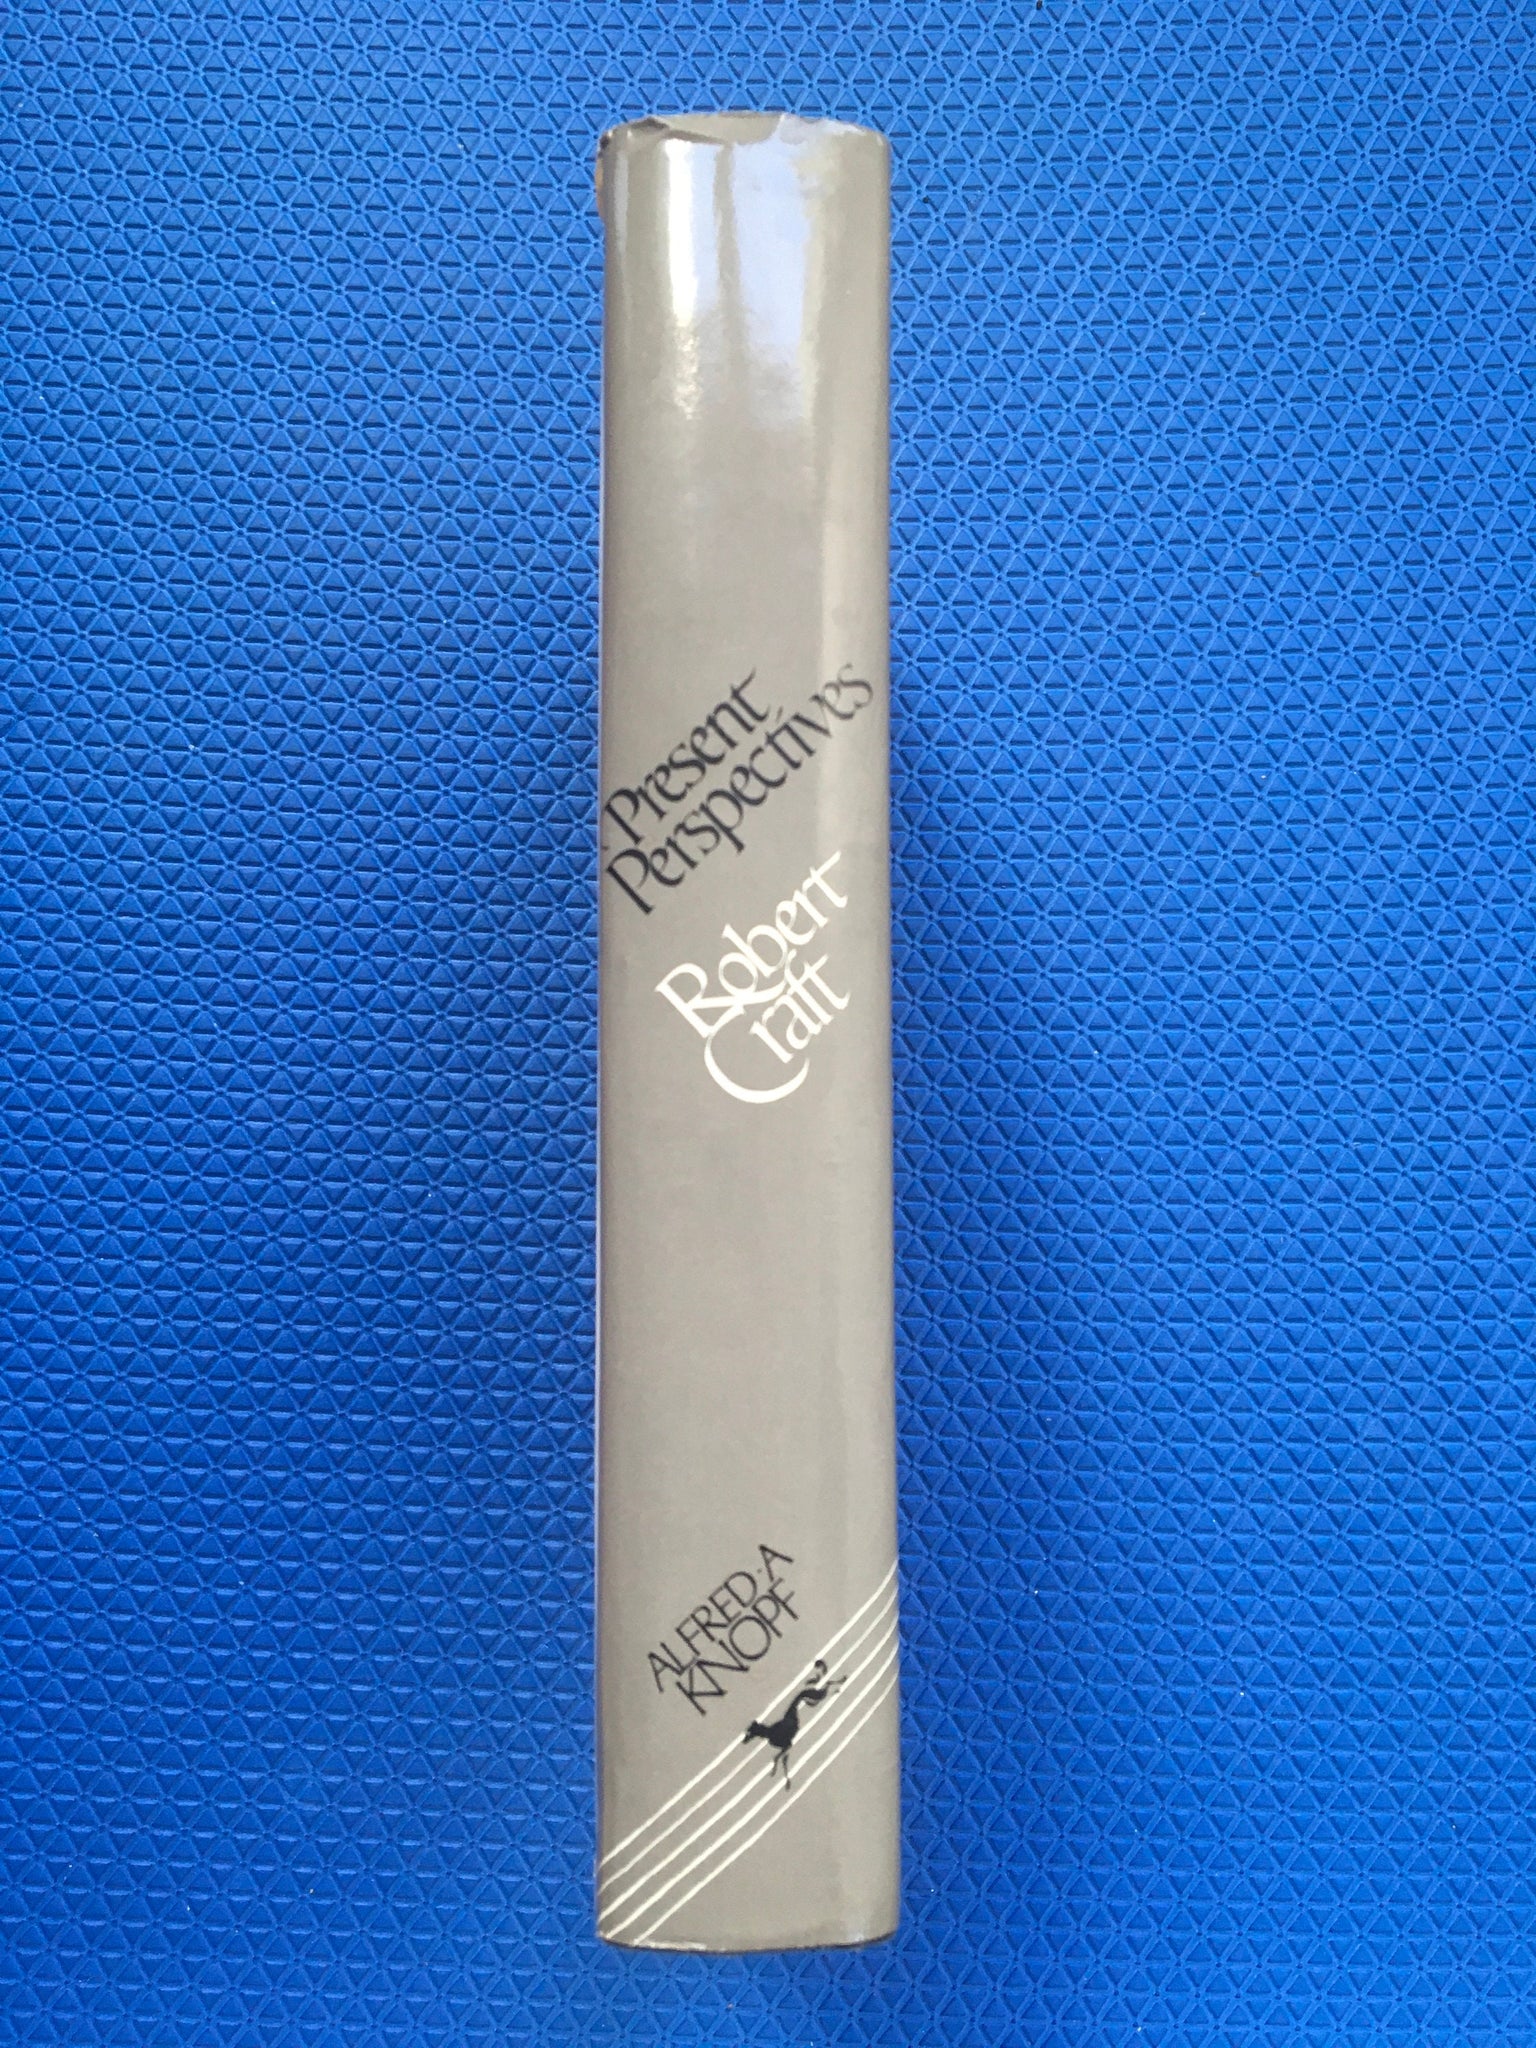 Present
Perspectives
Robert
Craft
ALFRED·A
KNOPF